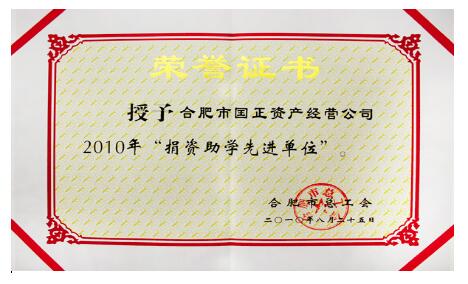 荣誉证书
授予 合肥市国正资产经营公司
2010年“捐资助学先进单位”。
合肥市总工会
二〇一〇年八月二十五日